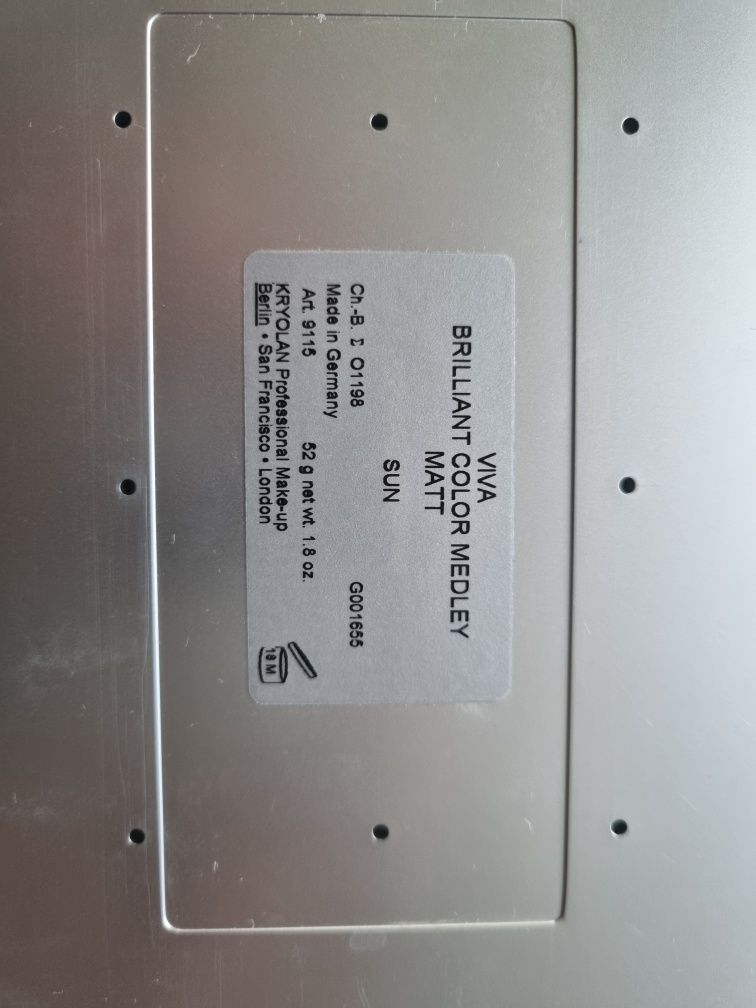 VIVA
BRILLIANT COLOR MEDLEY
MATT
SUN
Ch.-B. Σ O1198 G001655
Made in Germany
Art. 9115 52 g net wt. 1.8 oz.
KRYOLAN Professional Make-up
Berlin • San Francisco • London
18 M